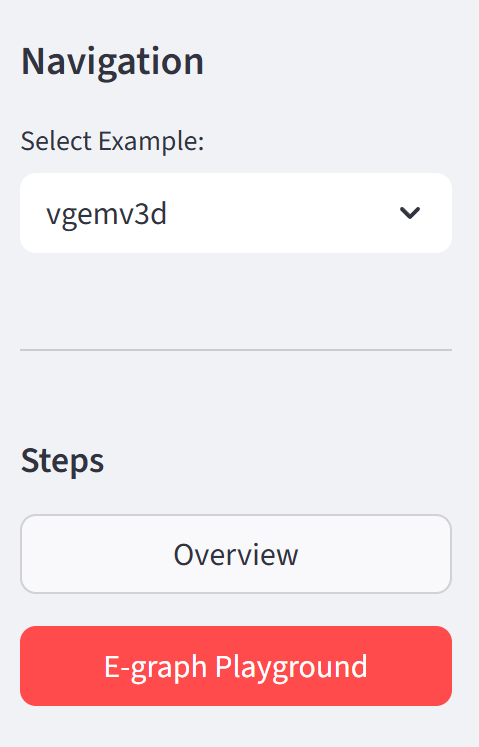 Navigation
Select Example:
vgemv3d
Steps
Overview
E-graph Playground